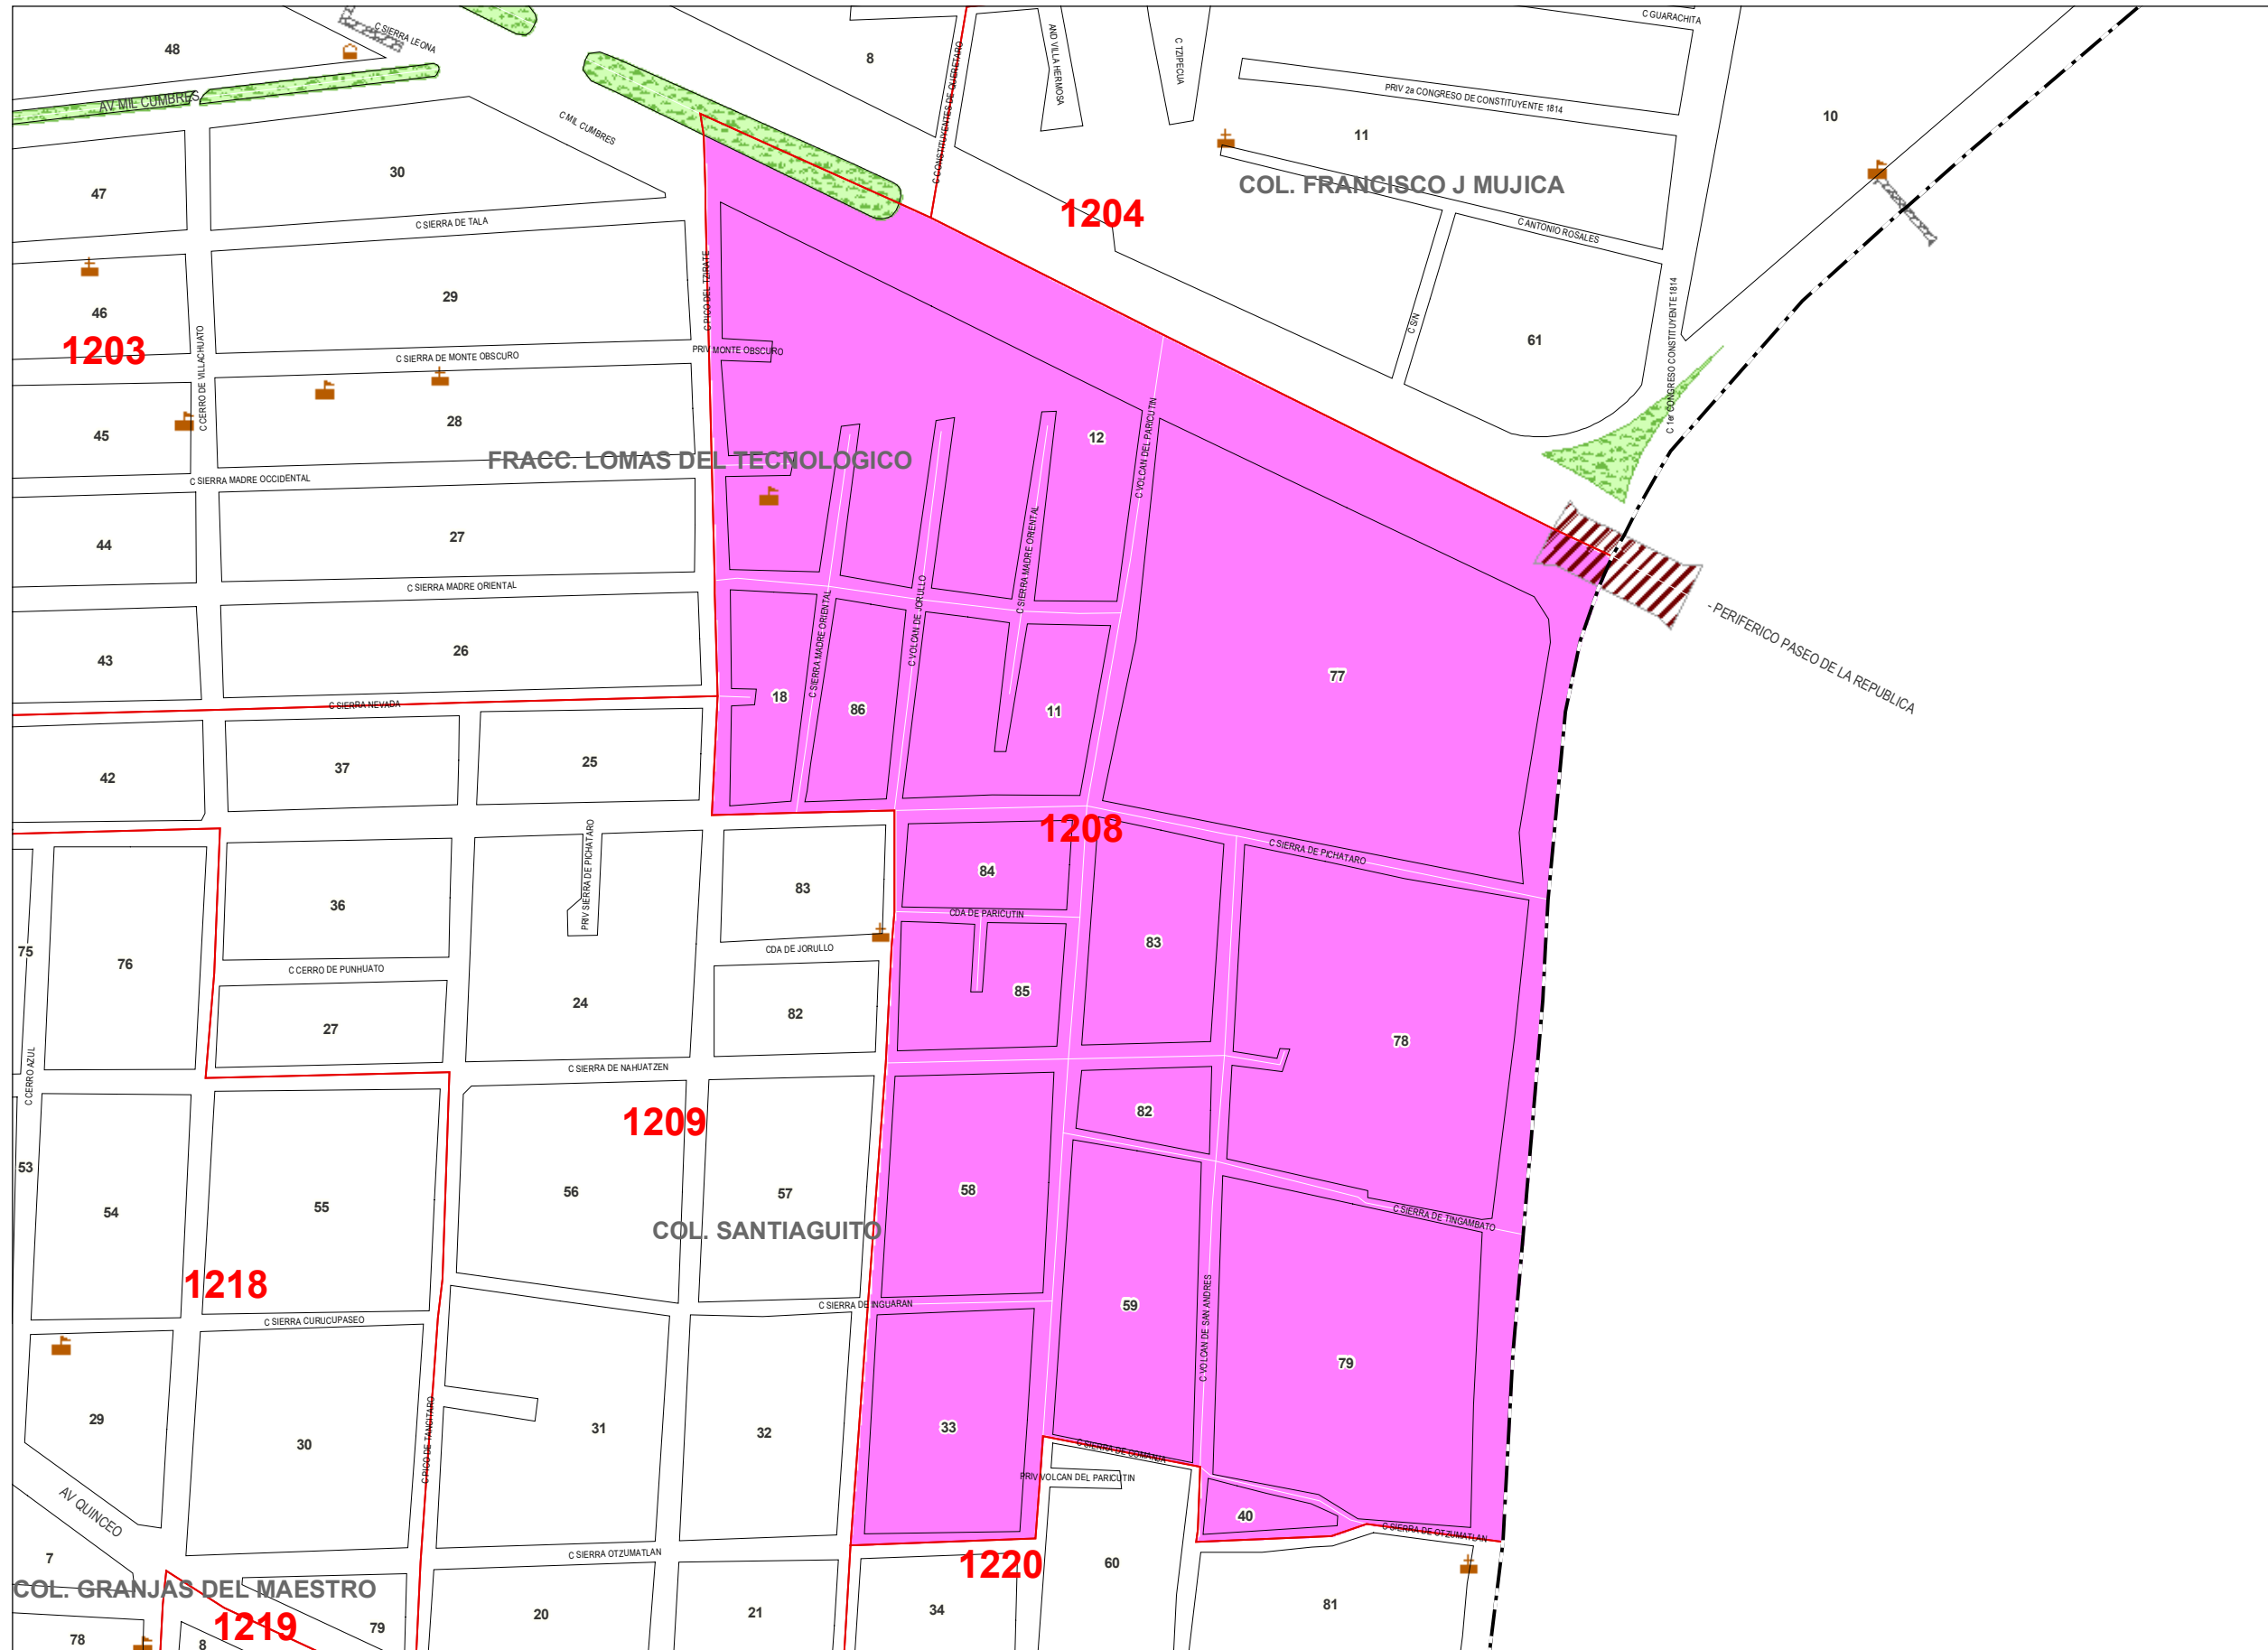 C GUARACHITA
48
C SIERRA LEONA
8
C CONSTITUYENTES DE QUERETARO
AND VILLA HERMOSA
C TZIPECUA
PRIV 2a CONGRESO DE CONSTITUYENTE 1814
AV MIL CUMBRES
C MIL CUMBRES
11
10
47
30
COL. FRANCISCO J MUJICA
1204
C SIERRA DE TALA
C ANTONIO ROSALES
C PICO DEL TZIRATE
29
46
1203
C CERRO DE VILLACHUATO
C SIERRA DE MONTE OBSCURO
PRIV MONTE OBSCURO
C S/N
61
C 1er CONGRESO CONSTITUYENTE 1814
45
28
12
C VOLCAN DEL PARICUTIN
FRACC. LOMAS DEL TECNOLOGICO
C SIERRA MADRE OCCIDENTAL
44
27
C SIERRA MADRE ORIENTAL
C SIERRA MADRE ORIENTAL
C VOLCAN DE JORULLO
C SIERRA MADRE ORIENTAL
- PERIFERICO PASEO DE LA REPUBLICA
43
26
18
86
11
77
C SIERRA NEVADA
42
37
25
1208
C SIERRA DE PICHATARO
PRIV SIERRA DE PICHATARO
36
83
84
CDA DE PARICUTIN
83
75
76
CDA DE JORULLO
C CERRO DE PUNHUATO
24
82
85
27
78
C CERRO AZUL
C SIERRA DE NAHUATZEN
1209
82
53
54
55
56
57
58
C SIERRA DE TINGAMBATO
COL. SANTIAGUITO
1218
C SIERRA DE INGUARAN
59
C VOLCAN DE SAN ANDRES
C SIERRA CURUCUPASEO
79
29
30
C PICO DE TANCITARO
31
32
33
C SIERRA DE COMANJA
PRIV VOLCAN DEL PARICUTIN
AV QUINCEO
40
C SIERRA DE OTZUMATLAN
7
C SIERRA OTZUMATLAN
1220
60
COL. GRANJAS DEL MAESTRO
1219
78
8
79
20
21
34
81